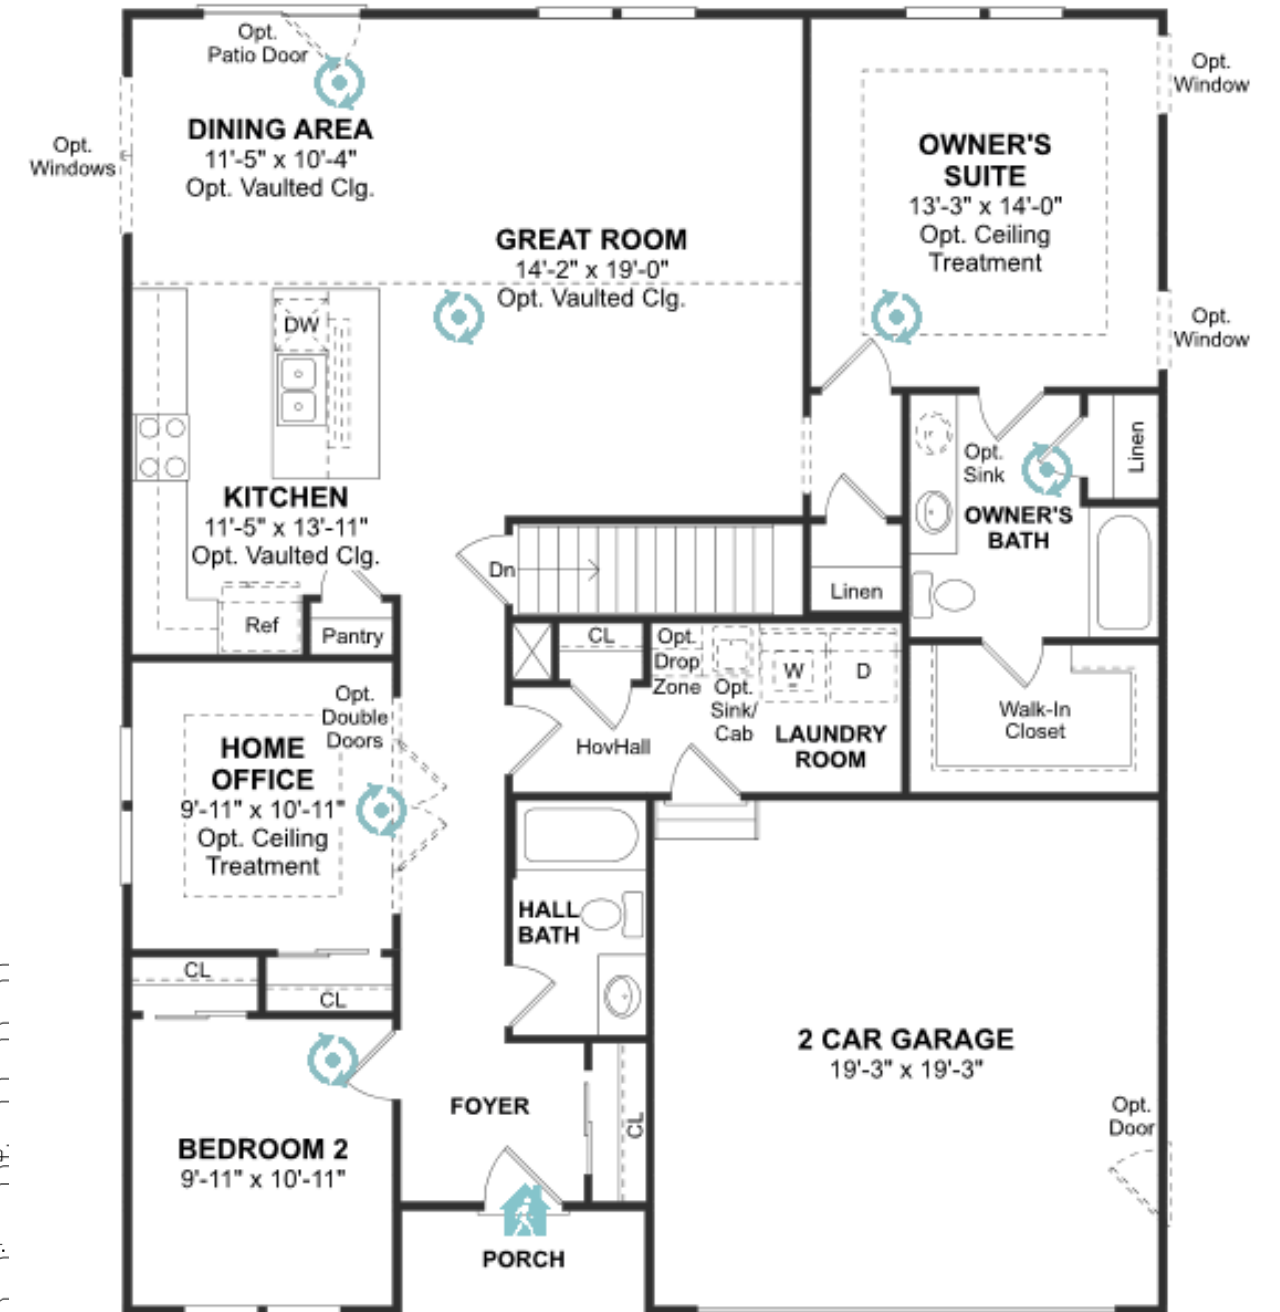 Opt.
Patio Door
Opt.
Windows
DINING AREA
11'-5" x 10'-4"
Opt. Vaulted Clg.
GREAT ROOM
14'-2" x 19'-0"
Opt. Vaulted Clg.
OWNER'S
SUITE
13'-3" x 14'-0"
Opt. Ceiling
Treatment
Opt.
Window
Opt.
Window
DW
KITCHEN
11'-5" x 13'-11"
Opt. Vaulted Clg.
Ref
Pantry
Dn
Linen
Opt.
Sink
Linen
OWNER'S
BATH
CL
Opt.
Drop
Zone
Opt.
Sink/
Cab
W
D
HovHall
LAUNDRY
ROOM
Walk-In
Closet
Opt.
Double
Doors
HOME
OFFICE
9'-11" x 10'-11"
Opt. Ceiling
Treatment
HALL
BATH
CL
CL
2 CAR GARAGE
19'-3" x 19'-3"
Opt.
Door
FOYER
CL
BEDROOM 2
9'-11" x 10'-11"
PORCH